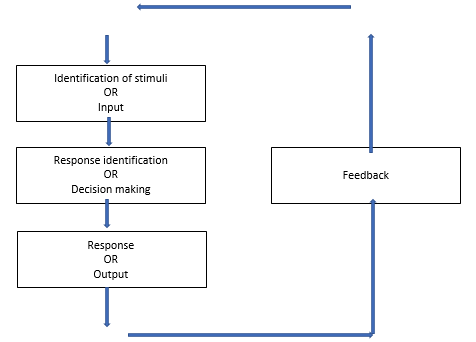 Identification of stimuli
OR
Input
Response identification
OR
Decision making
Feedback
Response
OR
Output